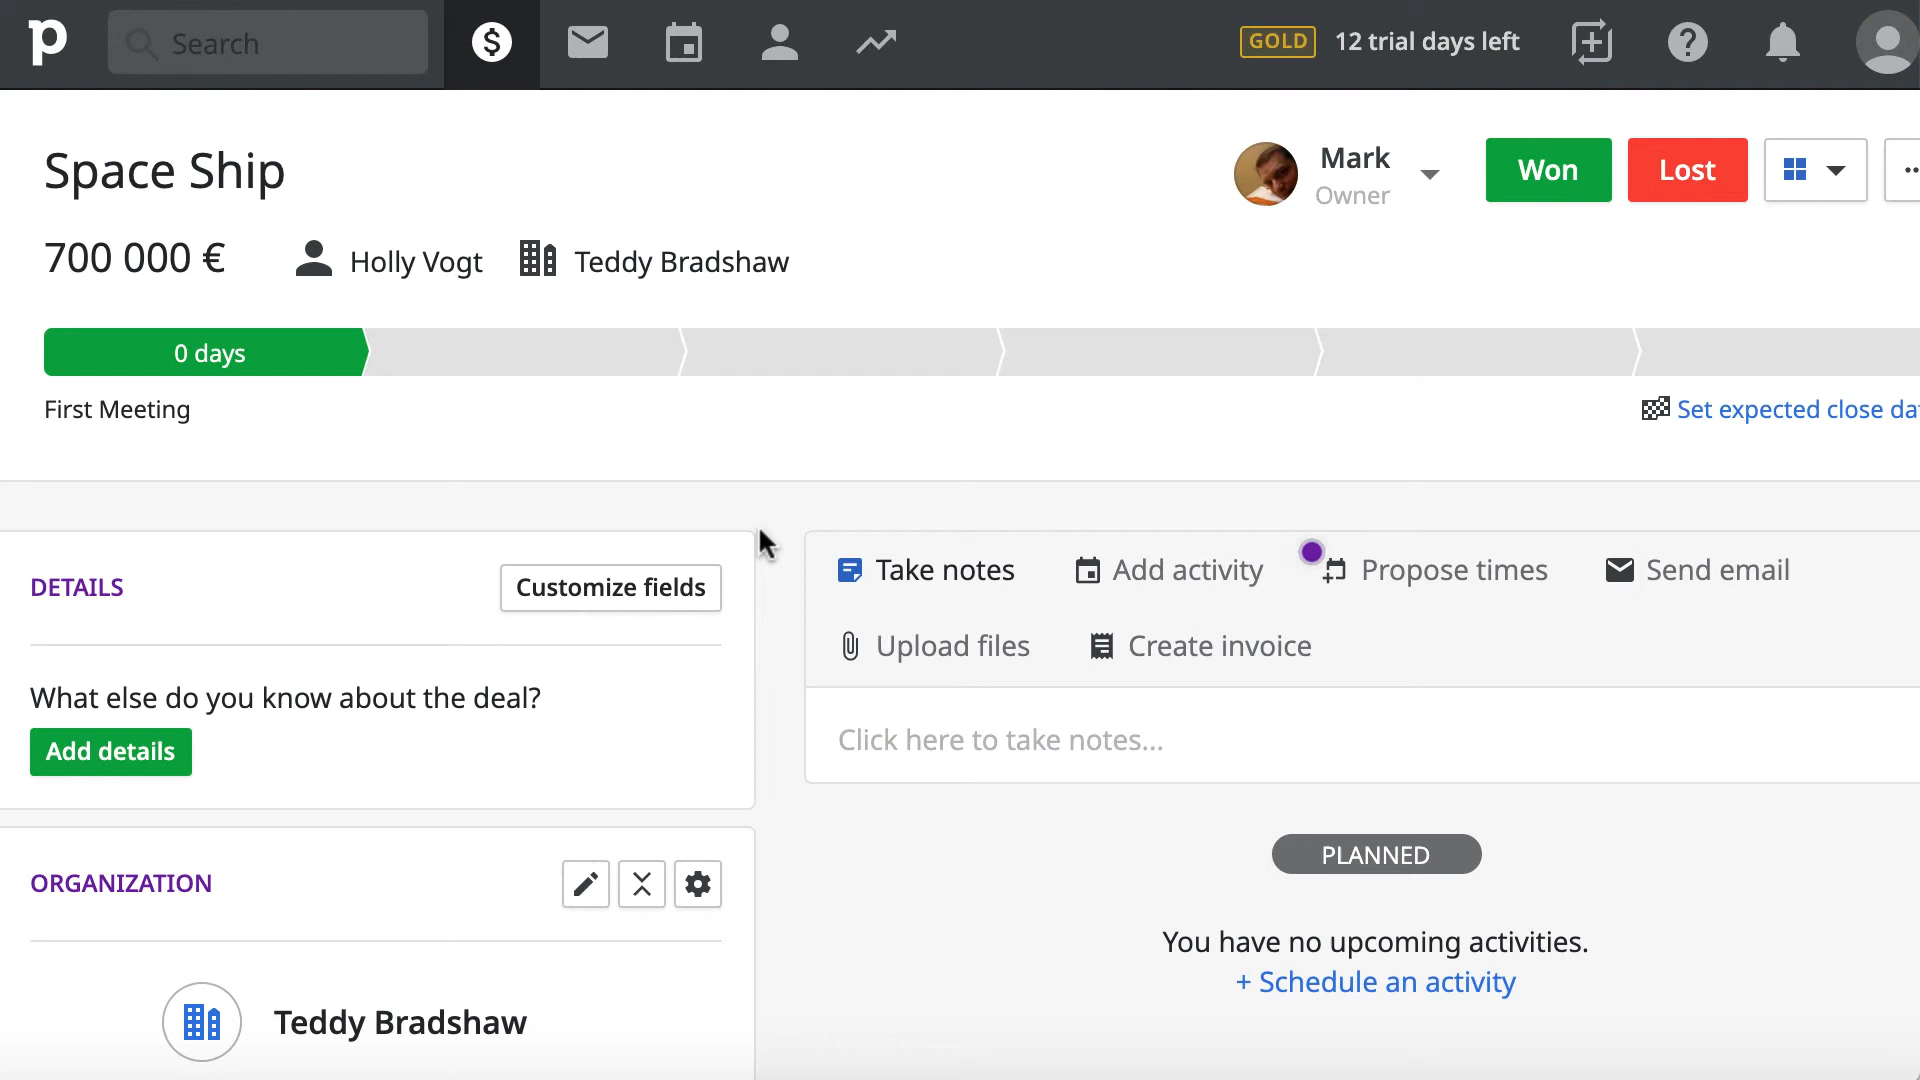 p
Search
GOLD 12 trial days left
Space Ship
Mark
Owner
Won
Lost
700 000 €
Holly Vogt
Teddy Bradshaw
0 days
First Meeting
Set expected close da
DETAILS
Customize fields
What else do you know about the deal?
Add details
Take notes
Add activity
Propose times
Send email
Upload files
Create invoice
Click here to take notes...
PLANNED
You have no upcoming activities.
+ Schedule an activity
ORGANIZATION
Teddy Bradshaw